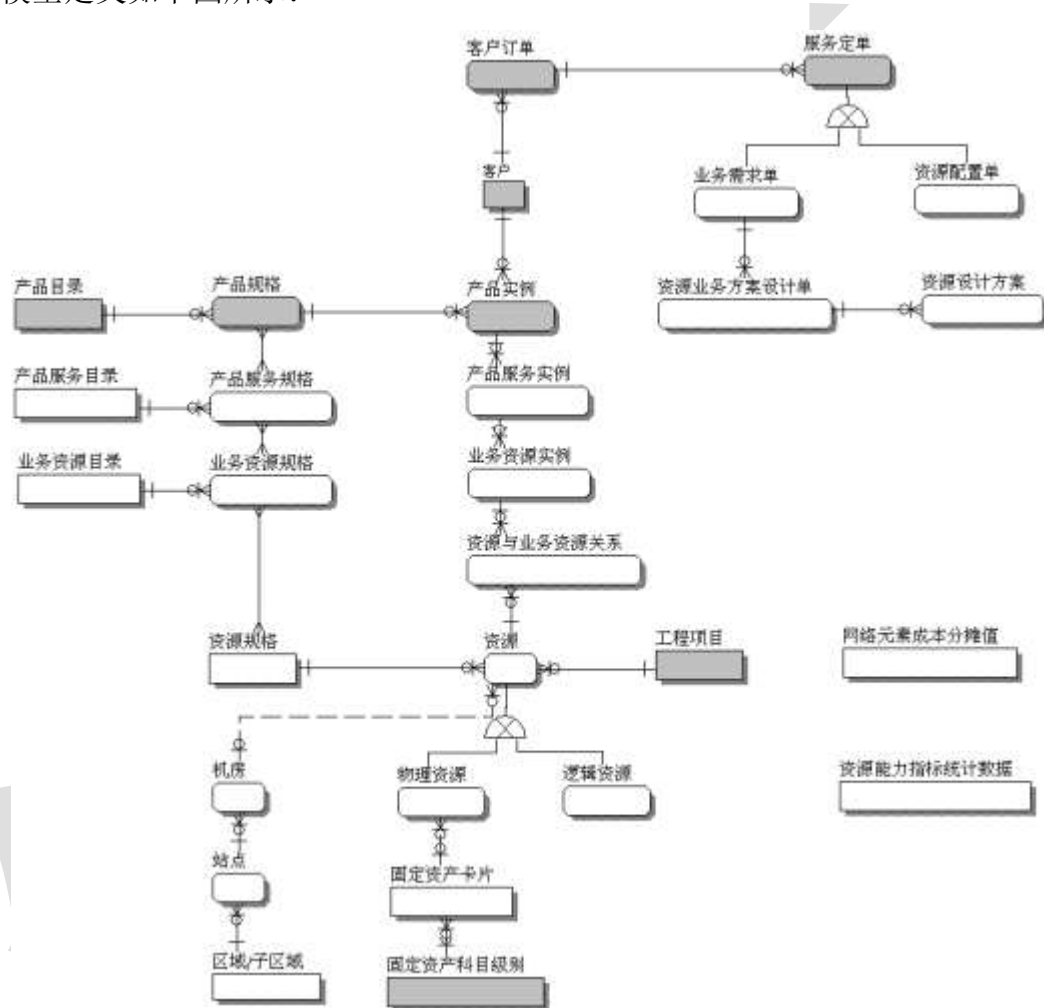 客户订单
服务定单
业务需求单
资源配置单
客户
产品目录
产品规格
产品实例
资源业务方案设计单
资源设计方案
产品服务目录
产品服务规格
产品服务实例
业务资源目录
业务资源规格
业务资源实例
资源与业务资源关系
资源规格
资源
工程项目
网络元素成本分摊值
机房
物理资源
逻辑资源
资源能力指标统计数据
站点
固定资产卡片
区域/子区域
固定资产科目级别